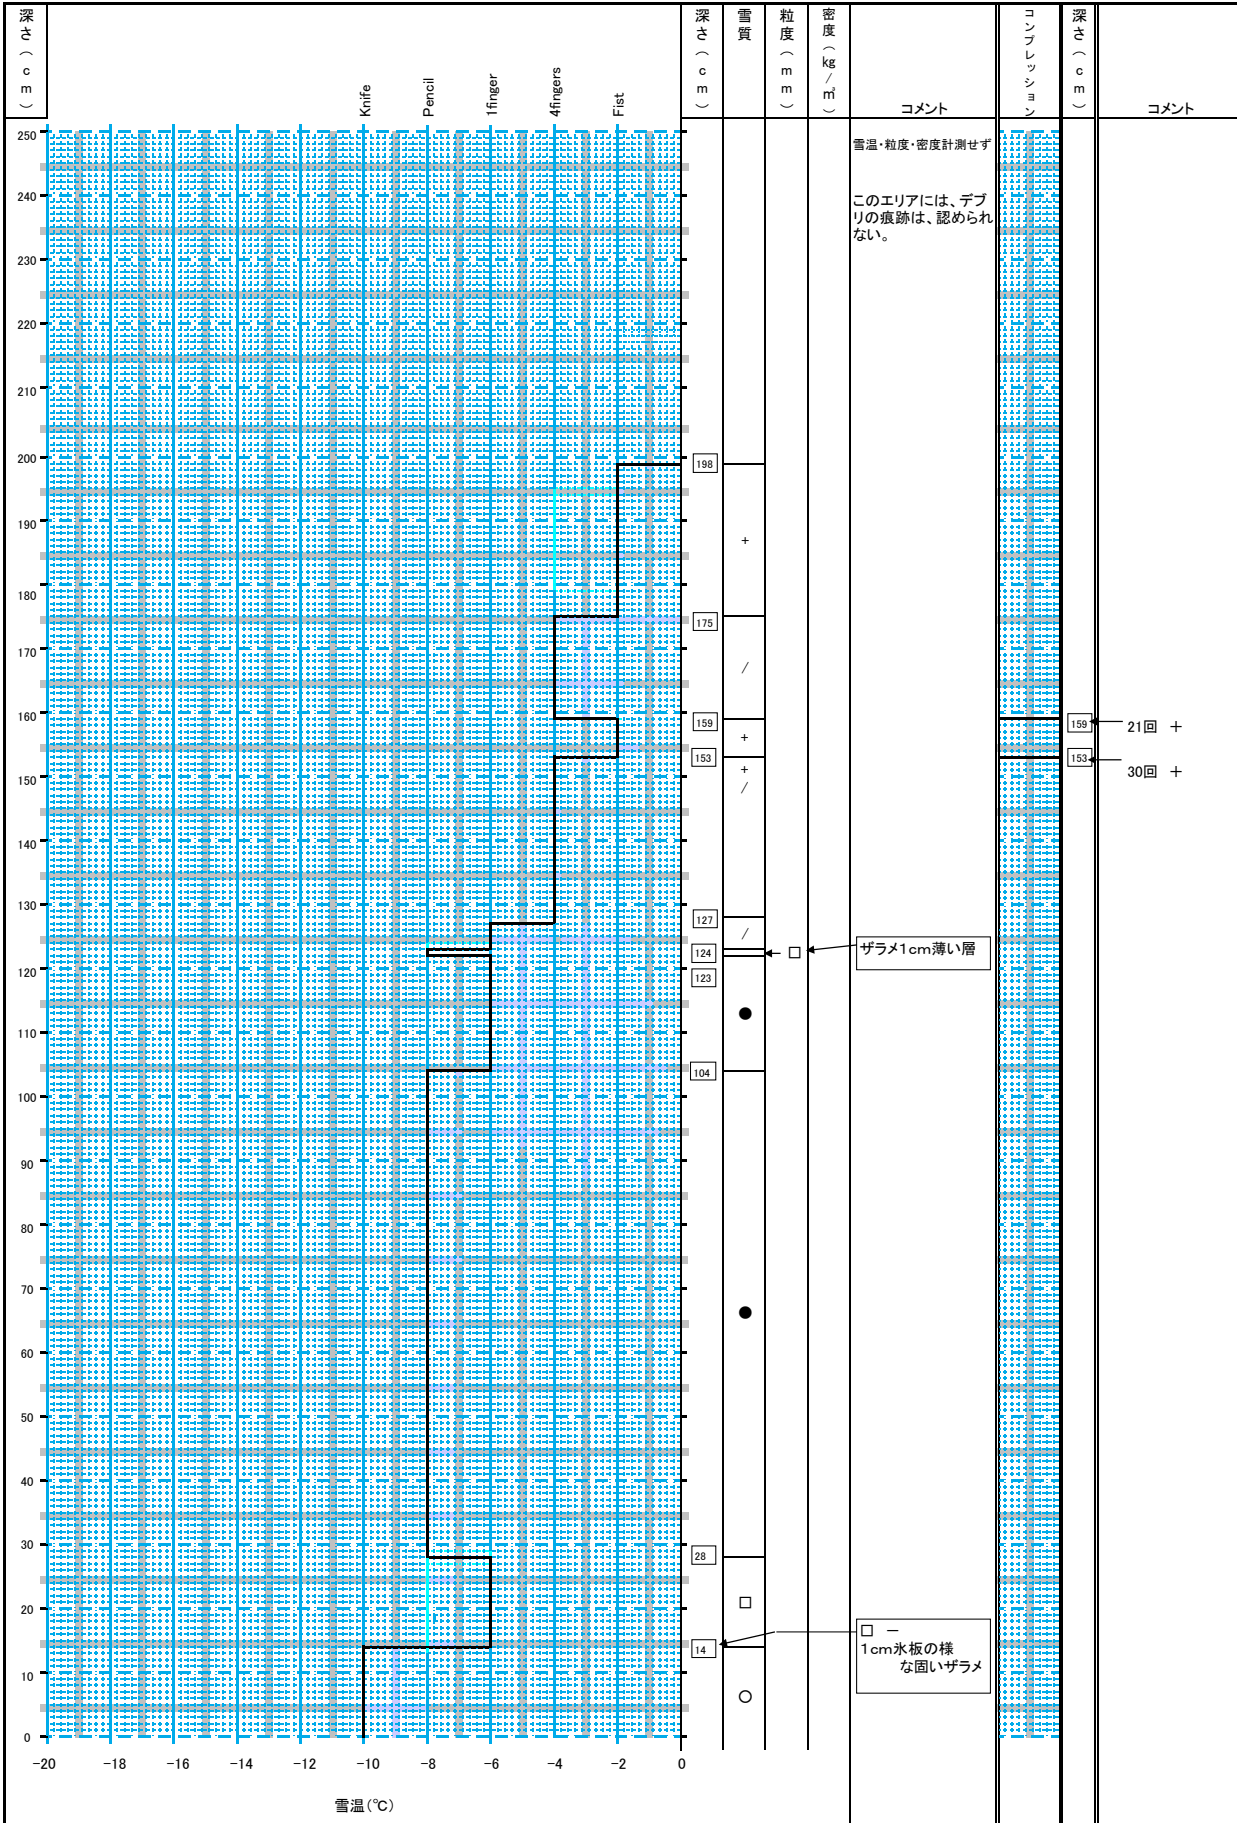 深さ(cm)
Knife
Pencil
1finger
4fingers
Fist
深さ(cm)
雪質
粒度(mm)
密度(kg/㎥)
コメント
コンプレッション
深さ(cm)
コメント
250
240
230
220
210
200
190
180
170
160
150
140
130
120
110
100
90
80
70
60
50
40
30
20
10
0
-20
-18
-16
-14
-12
-10
-8
-6
-4
-2
0
雪温(℃)
198
175
159
153
127
124
123
104
28
14
+
/
+
+
/
/
□
●
●
□
○
雪温・粒度・密度計測せず
このエリアには、デブ
リの痕跡は、認められ
ない。
ザラメ1cm薄い層
□ ー
1cm氷板の様
な固いザラメ
159
21回 +
153
30回 +